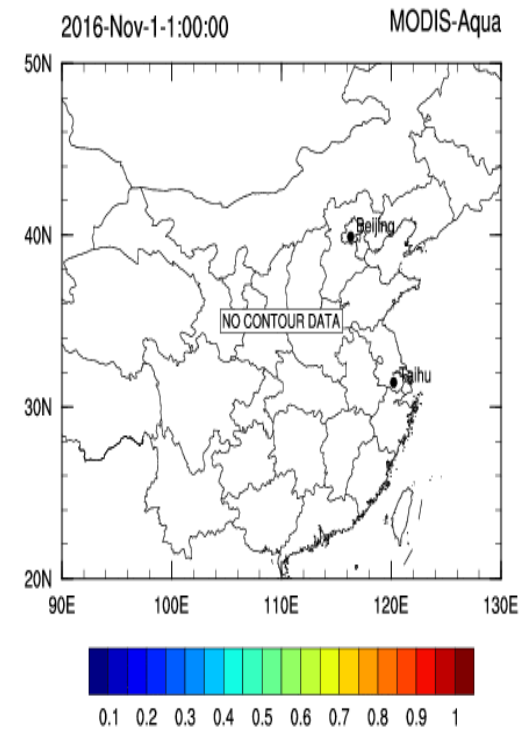 2016-Nov-1-1:00:00 MODIS-Aqua
50N
Beijing
40N
NO CONTOUR DATA
Taihu
30N
20N
90E 100E 110E 120E 130E
0.1 0.2 0.3 0.4 0.5 0.6 0.7 0.8 0.9 1